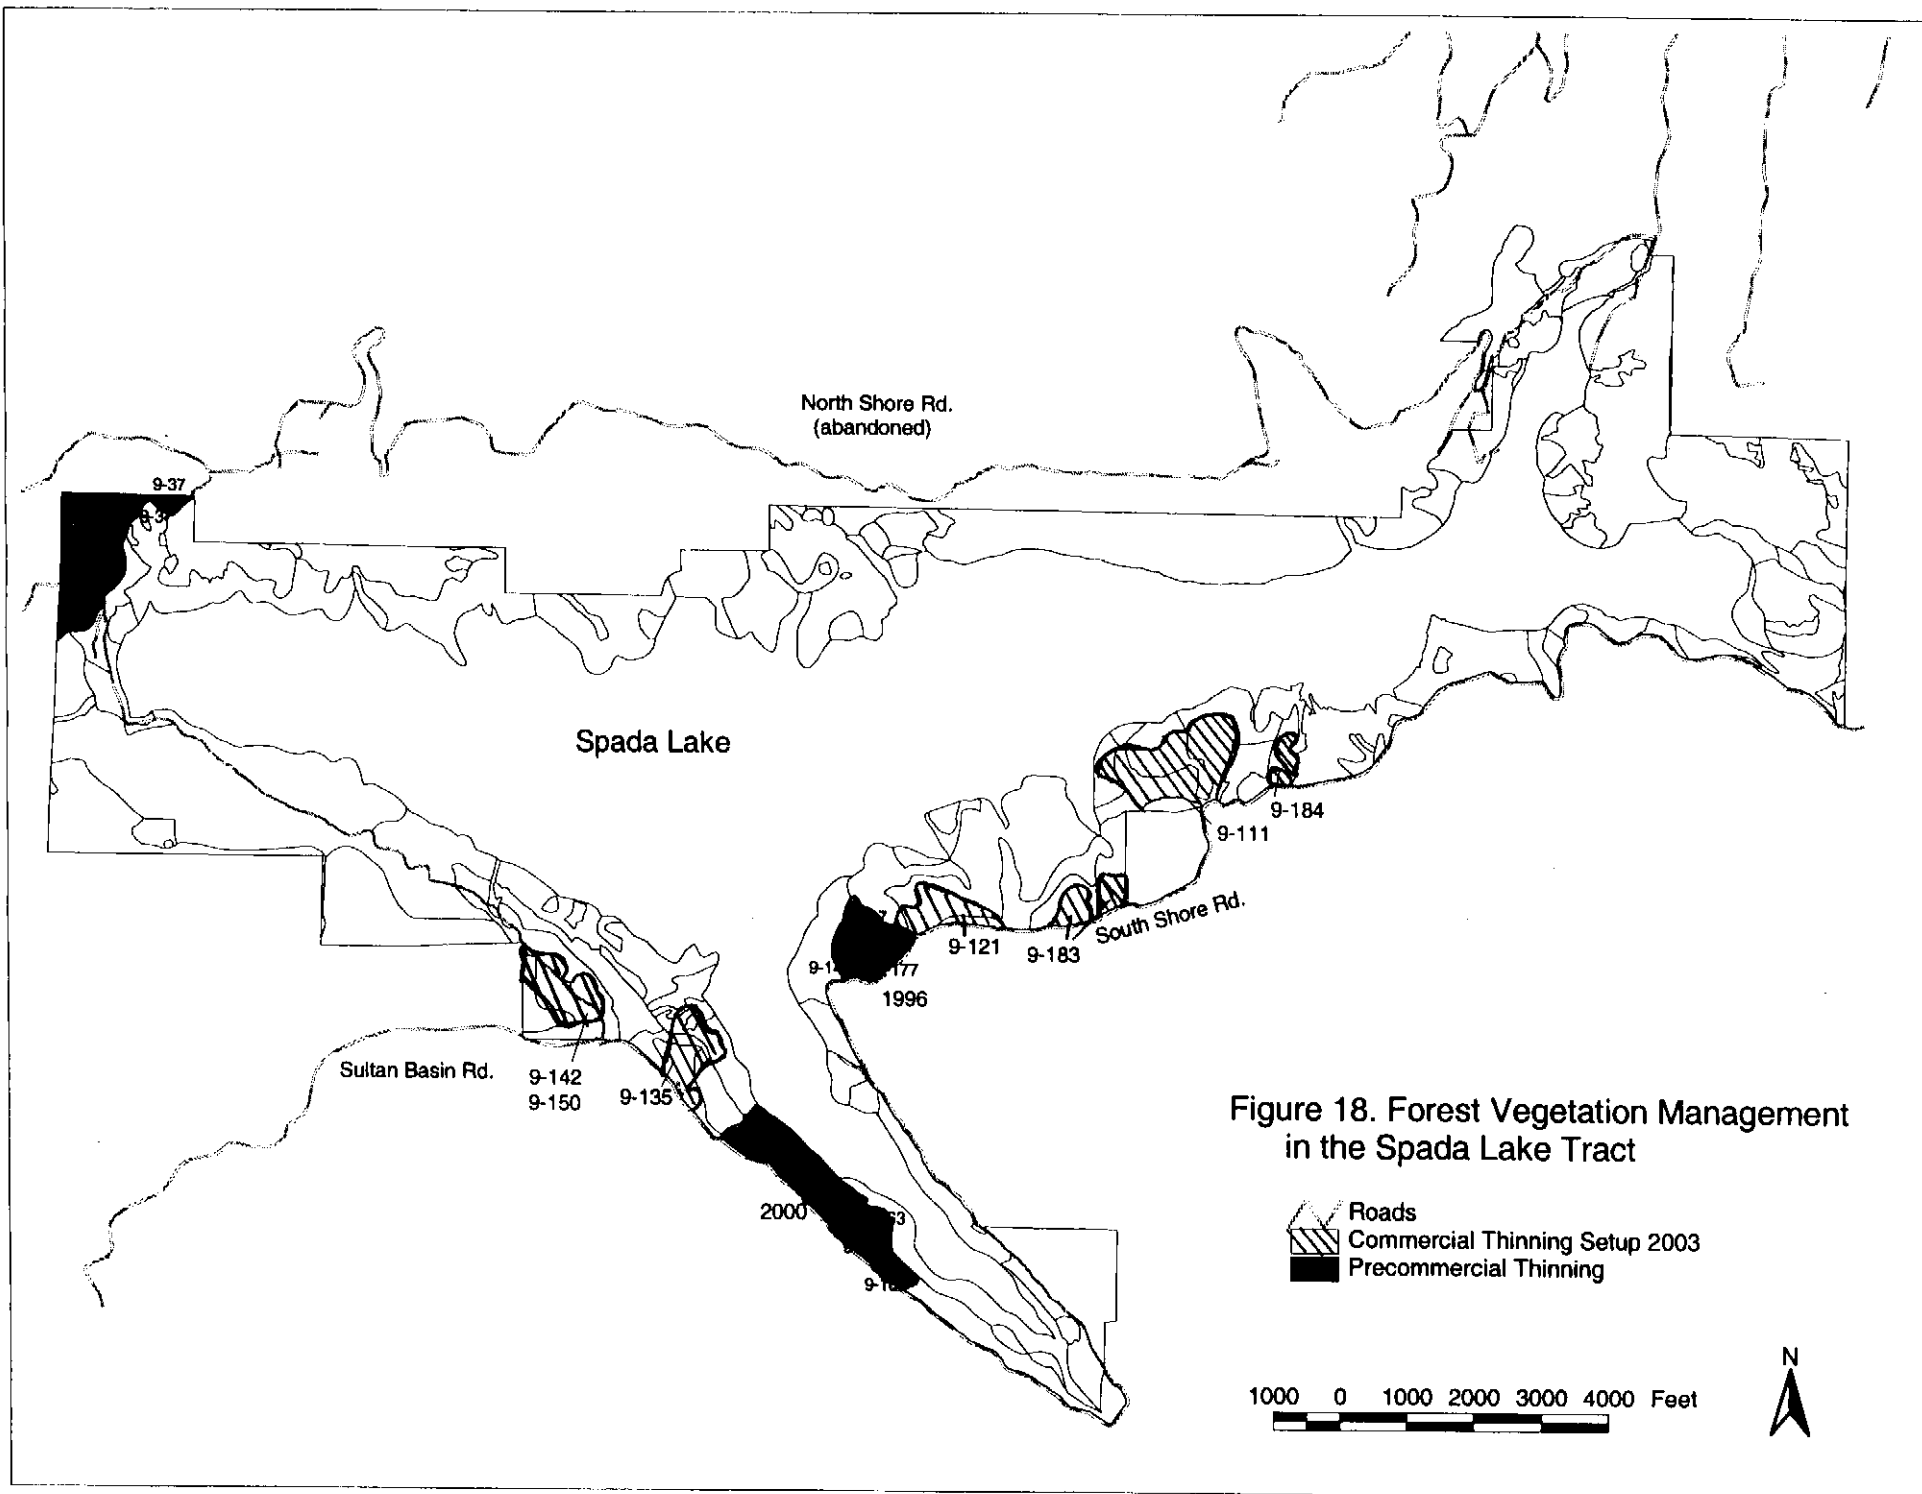 North Shore Rd.
(abandoned)
9-37
Spada Lake
9-184
9-111
South Shore Rd.
9-121
9-183
1996
Sultan Basin Rd.
9-142
9-150
9-135
2000
Figure 18. Forest Vegetation Management
in the Spada Lake Tract
Roads
Commercial Thinning Setup 2003
Precommercial Thinning
N
1000 0 1000 2000 3000 4000 Feet